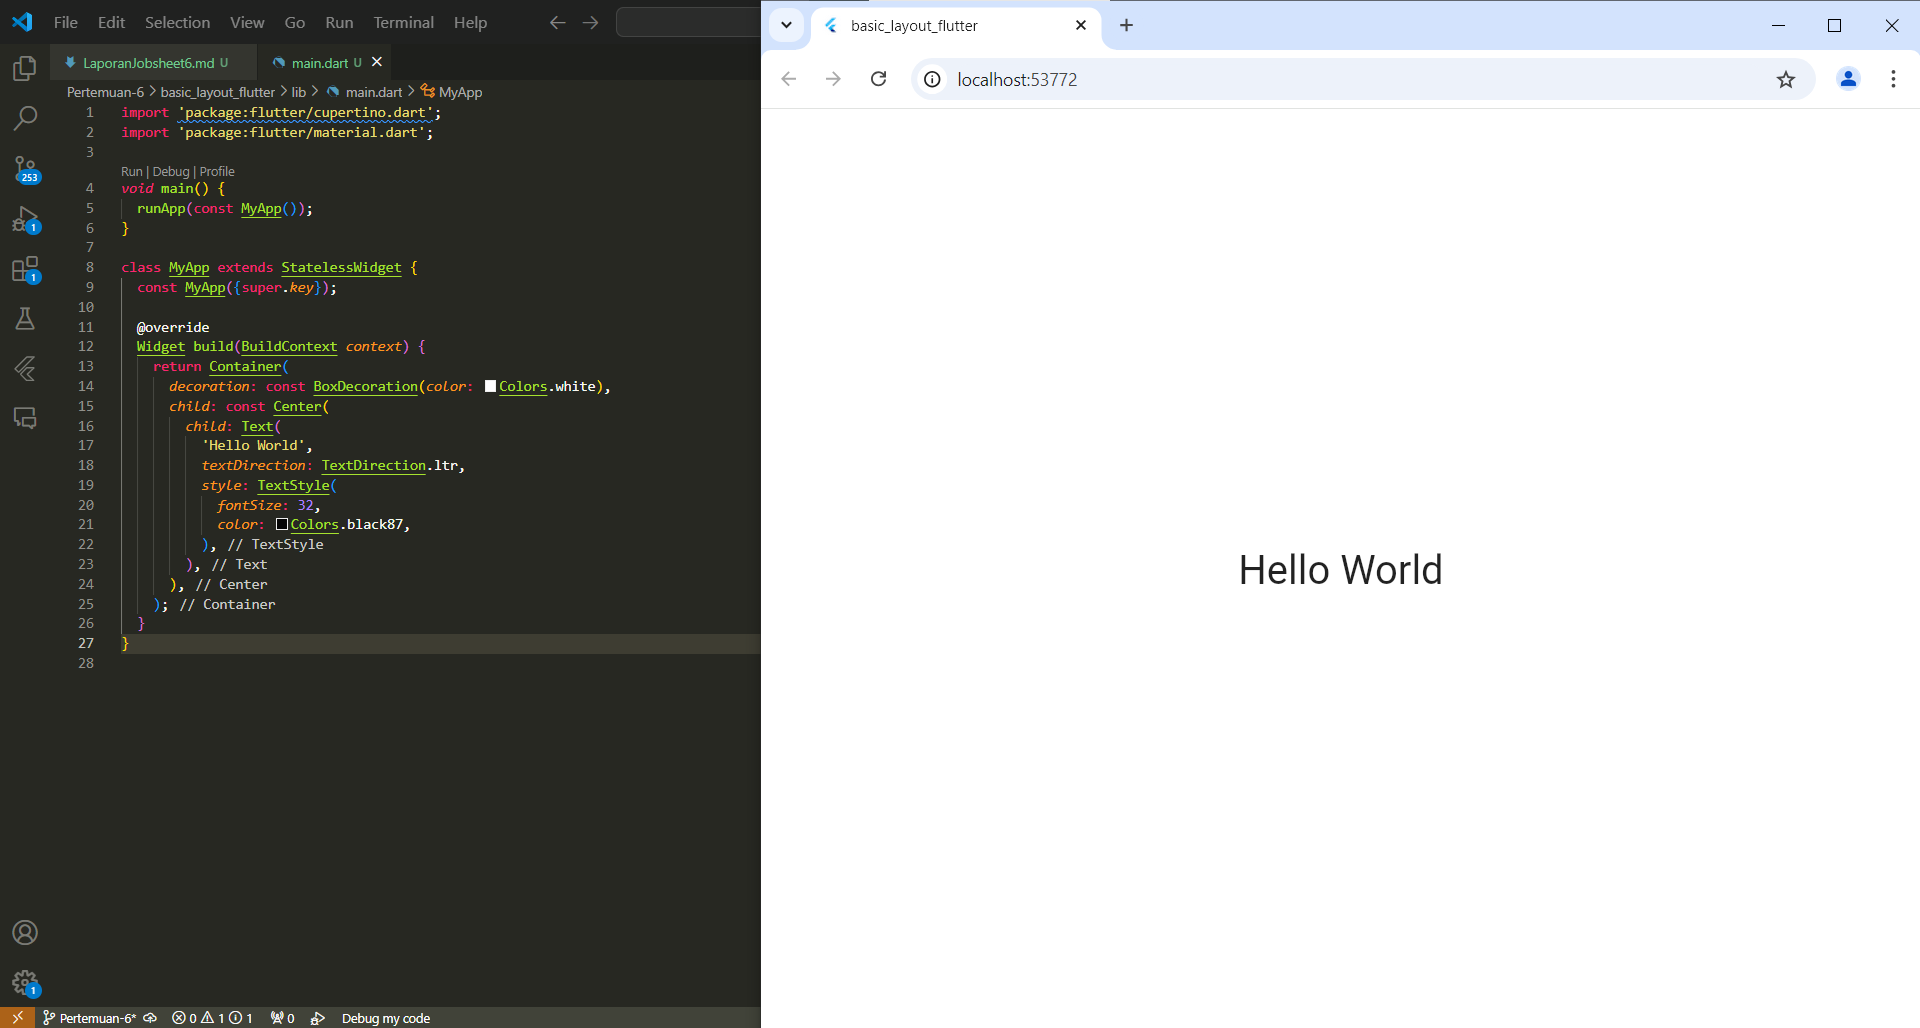 File Edit Selection View Go Run Terminal Help
LaporanJobsheet6.md U main.dart U
Pertemuan-6 > basic_layout_flutter > lib > main.dart > MyApp
1 import 'package:flutter/cupertino.dart';
2 import 'package:flutter/material.dart';
3
Run | Debug | Profile
4 void main() {
5 runApp(const MyApp());
6 }
7
8 class MyApp extends StatelessWidget {
9 const MyApp({super.key});
10
11 @override
12 Widget build(BuildContext context) {
13 return Container(
14 decoration: const BoxDecoration(color: Colors.white),
15 child: const Center(
16 child: Text(
17 'Hello World',
18 textDirection: TextDirection.ltr,
19 style: TextStyle(
20 fontSize: 32,
21 color: Colors.black87,
22 ), // TextStyle
23 ), // Text
24 ), // Center
25 ); // Container
26 }
27 }
28
253
1
1
1
Pertemuan-6* 0 1 1 0 Debug my code
basic_layout_flutter
localhost:53772
Hello World